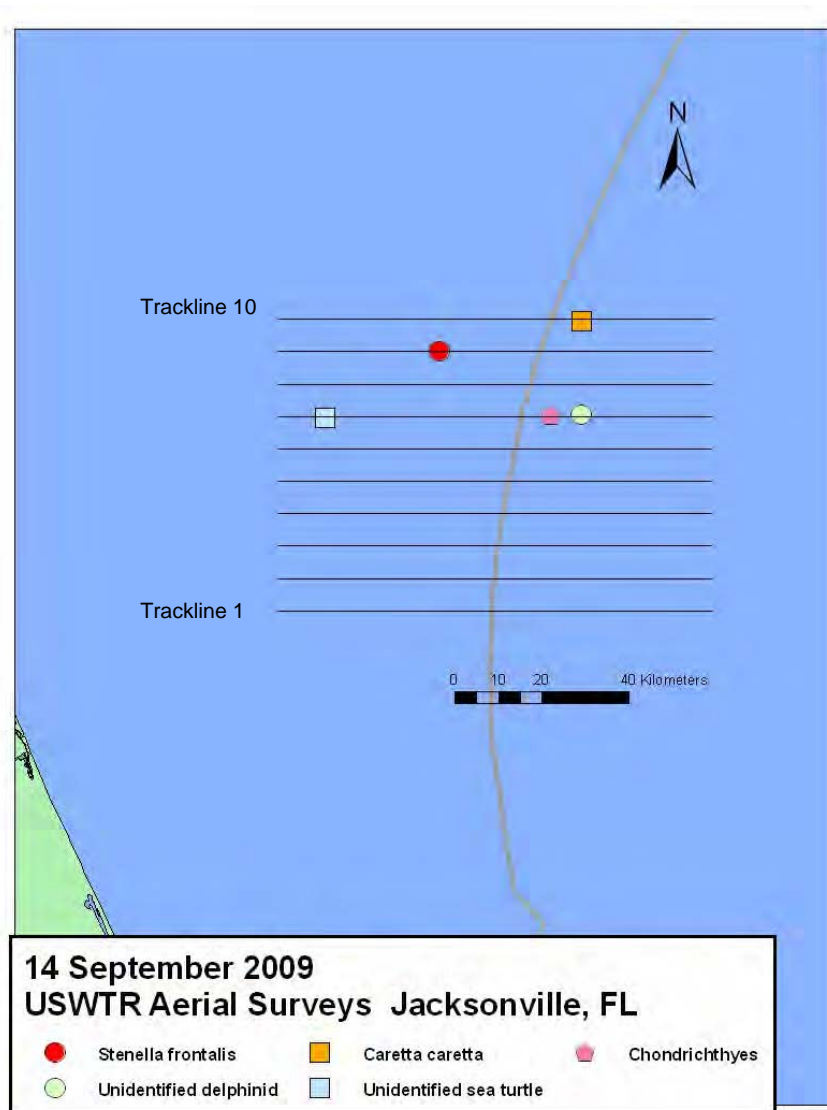 N
Trackline 10
Trackline 1
0 10 20 40 Kilometers
14 September 2009
USWTR Aerial Surveys Jacksonville, FL
Stenella frontalis Caretta caretta Chondrichthyes
Unidentified delphinid Unidentified sea turtle